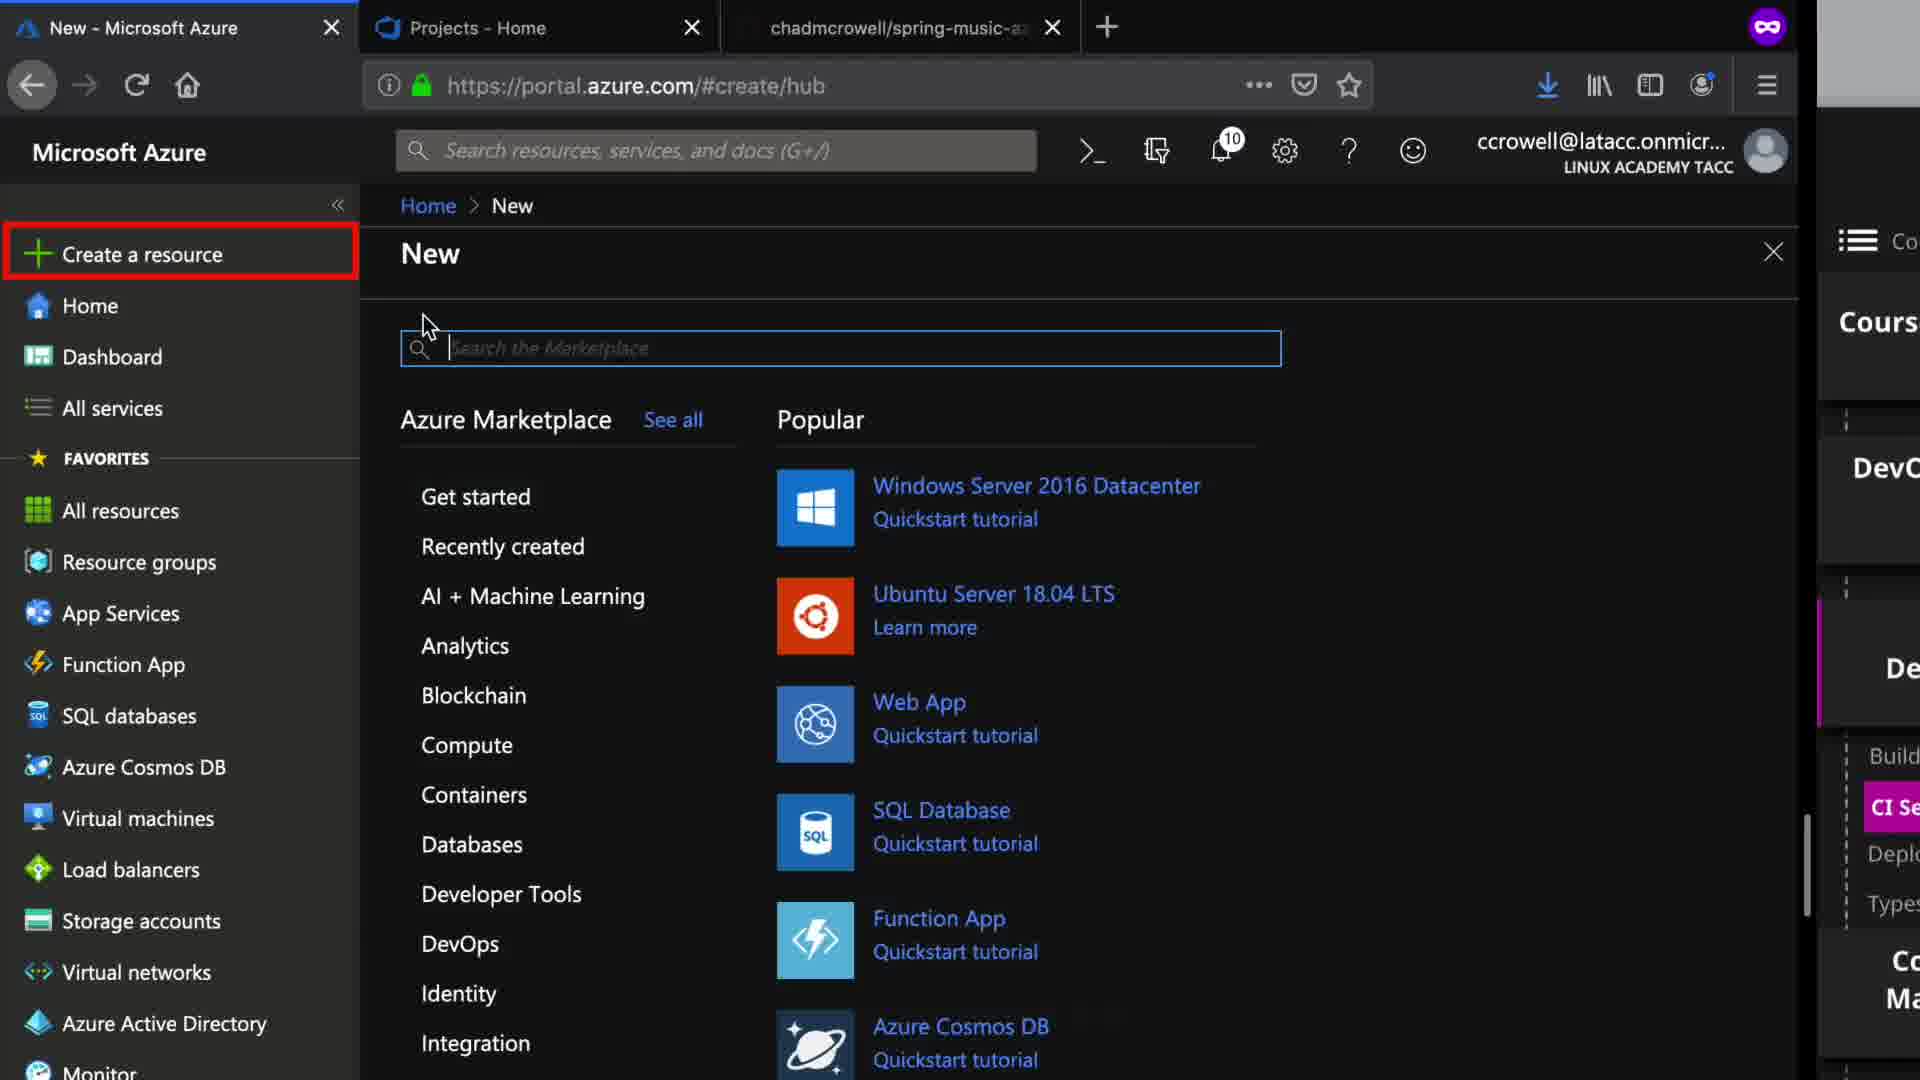 New - Microsoft Azure
Projects - Home
chadmcrowell/spring-music-a
https://portal.azure.com/#create/hub
Microsoft Azure
Search resources, services, and docs (G+/)
10
ccrowell@latacc.onmicr...
LINUX ACADEMY TACC
Home > New
New
Create a resource
Home
Dashboard
All services
FAVORITES
All resources
Resource groups
App Services
Function App
SQL databases
Azure Cosmos DB
Virtual machines
Load balancers
Storage accounts
Virtual networks
Azure Active Directory
Monitor
Search the Marketplace
Azure Marketplace
See all
Get started
Recently created
AI + Machine Learning
Analytics
Blockchain
Compute
Containers
Databases
Developer Tools
DevOps
Identity
Integration
Popular
Windows Server 2016 Datacenter
Quickstart tutorial
Ubuntu Server 18.04 LTS
Learn more
Web App
Quickstart tutorial
SQL
SQL Database
Quickstart tutorial
Function App
Quickstart tutorial
Azure Cosmos DB
Quickstart tutorial
Co
Cours
DevO
De
Build
CI Se
Deplo
Types
Co
Ma